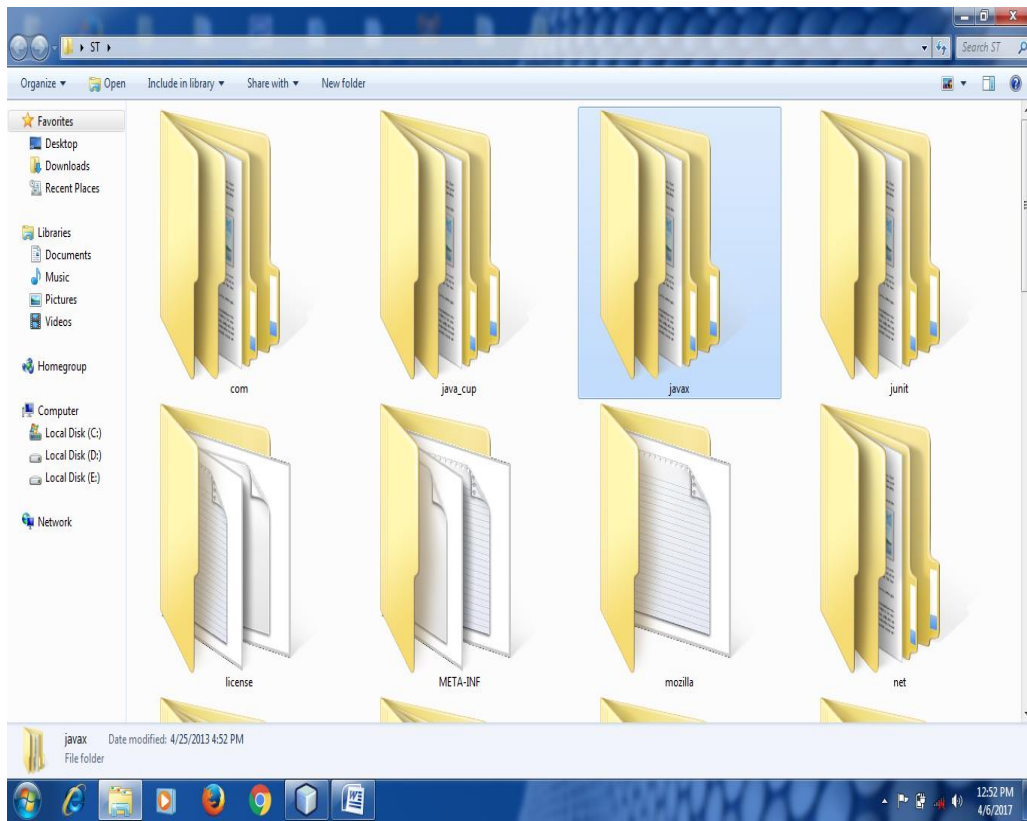 ST
Search ST
Organize
Open
Include in library
Share with
New folder
Favorites
Desktop
Downloads
Recent Places
Libraries
Documents
Music
Pictures
Videos
Homegroup
Computer
Local Disk (C:)
Local Disk (D:)
Local Disk (E:)
Network
com
java_cup
javax
junit
license
META-INF
mozilla
net
javax Date modified: 4/25/2013 4:52 PM
File folder
12:52 PM
4/6/2017